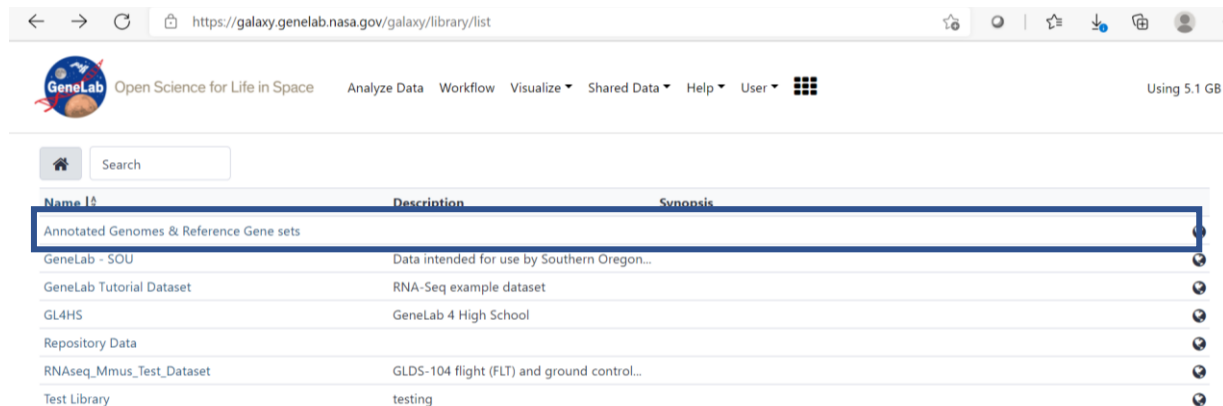 https://galaxy.genelab.nasa.gov/galaxy/library/list
GeneLab Open Science for Life in Space Analyze Data Workflow Visualize Shared Data Help User Using 5.1 GB
Search
Name Description Synopsis
Annotated Genomes & Reference Gene sets
GeneLab - SOU Data intended for use by Southern Oregon...
GeneLab Tutorial Dataset RNA-Seq example dataset
GL4HS GeneLab 4 High School
Repository Data
RNAseq_Mmus_Test_Dataset GLDS-104 flight (FLT) and ground control...
Test Library testing